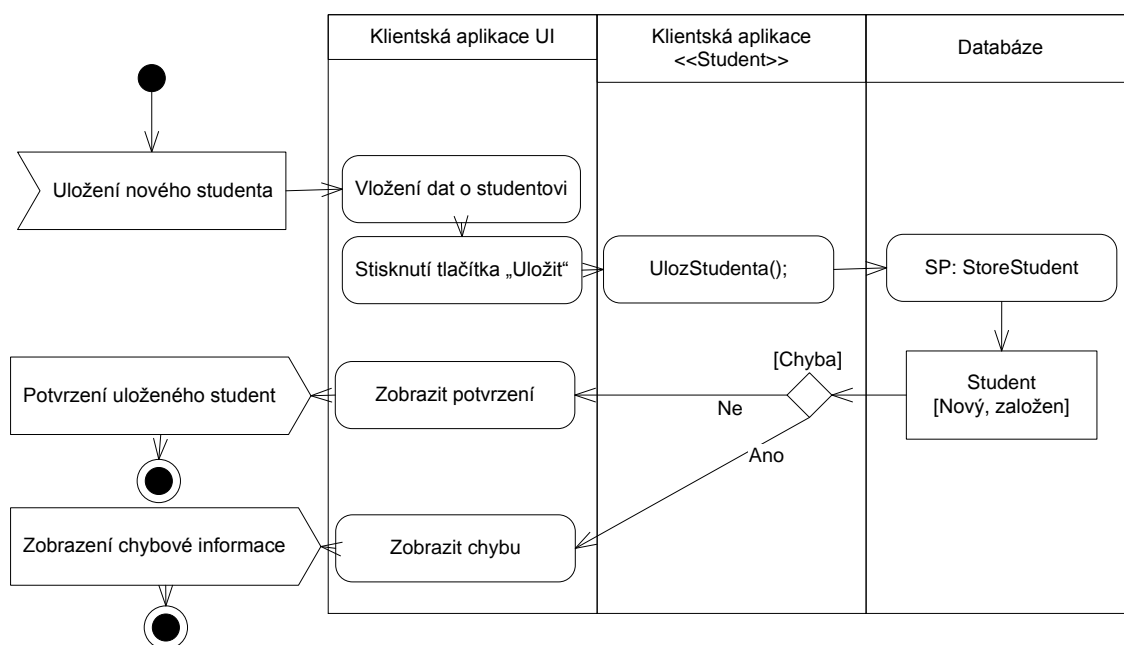 Klientská aplikace UI
Klientská aplikace
<<Student>>
Databáze
Uložení nového studenta
Vložení dat o studentovi
Stisknutí tlačítka „Uložit“
UlozStudenta();
SP: StoreStudent
[Chyba]
Student
[Nový, založen]
Potvrzení uloženého student
Zobrazit potvrzení
Ne
Ano
Zobrazení chybové informace
Zobrazit chybu